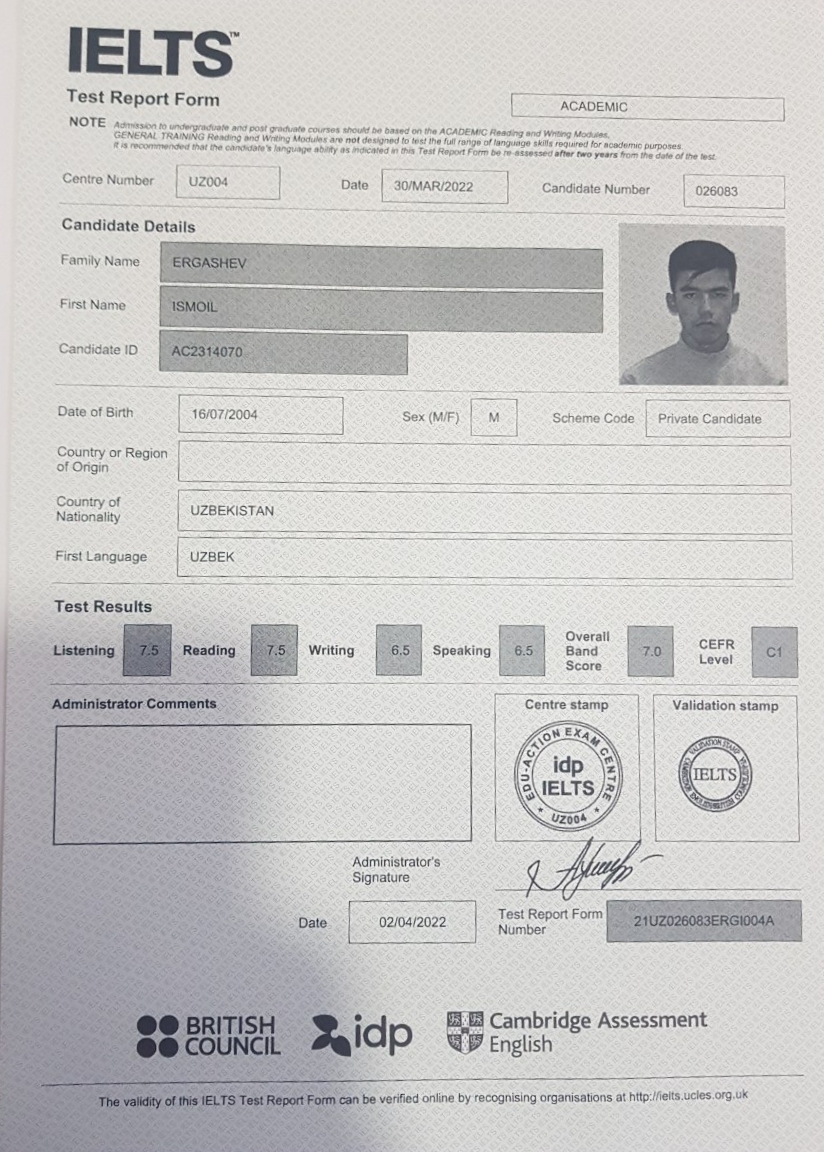 IELTS™
Test Report Form
ACADEMIC
NOTE Admission to undergraduate and post graduate courses should be based on the ACADEMIC Reading and Writing Modules.
GENERAL TRAINING Reading and Writing Modules are not designed to test the full range of language skills required for academic purposes.
It is recommended that the candidate's language ability as indicated in this Test Report Form be re-assessed after two years from the date of the test.
Centre Number UZ004 Date 30/MAR/2022 Candidate Number 026083
Candidate Details
Family Name ERGASHEV
First Name ISMOIL
Candidate ID AC2314070
Date of Birth 16/07/2004 Sex (M/F) M Scheme Code Private Candidate
Country or Region
of Origin
Country of
Nationality UZBEKISTAN
First Language UZBEK
Test Results
Listening 7.5 Reading 7.5 Writing 6.5 Speaking 6.5 Overall
Band
Score 7.0 CEFR
Level C1
Administrator Comments
Centre stamp
EDU-ACTION EXAM CENTRE
idp
IELTS
UZ004
Validation stamp
IELTS
Administrator's
Signature
Date 02/04/2022
Test Report Form
Number 21UZ026083ERGI004A
BRITISH
COUNCIL
idp
Cambridge Assessment
English
The validity of this IELTS Test Report Form can be verified online by recognising organisations at http://ielts.ucles.org.uk